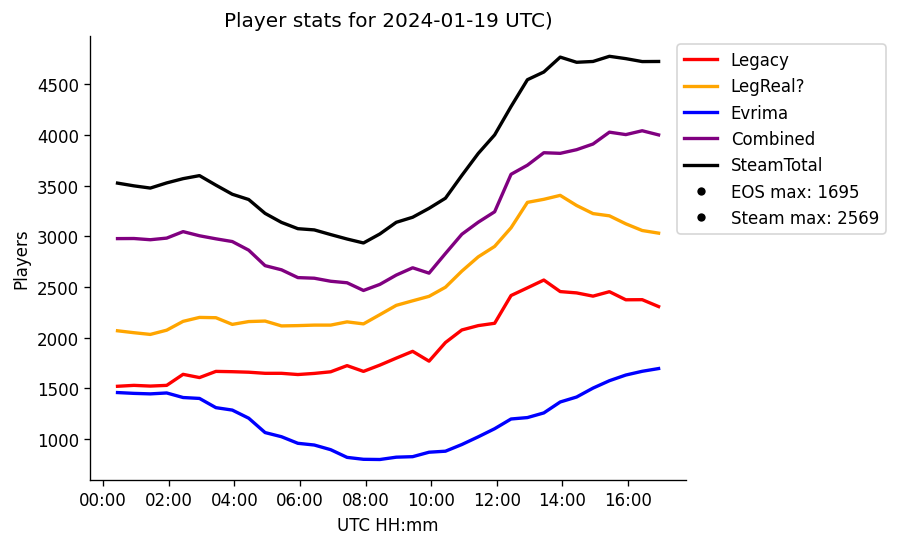 Player stats for 2024-01-19 UTC)
Legacy
LegReal?
Evrima
Combined
SteamTotal
EOS max: 1695
Steam max: 2569
Players
4500
4000
3500
3000
2500
2000
1500
1000
00:00 02:00 04:00 06:00 08:00 10:00 12:00 14:00 16:00
UTC HH:mm